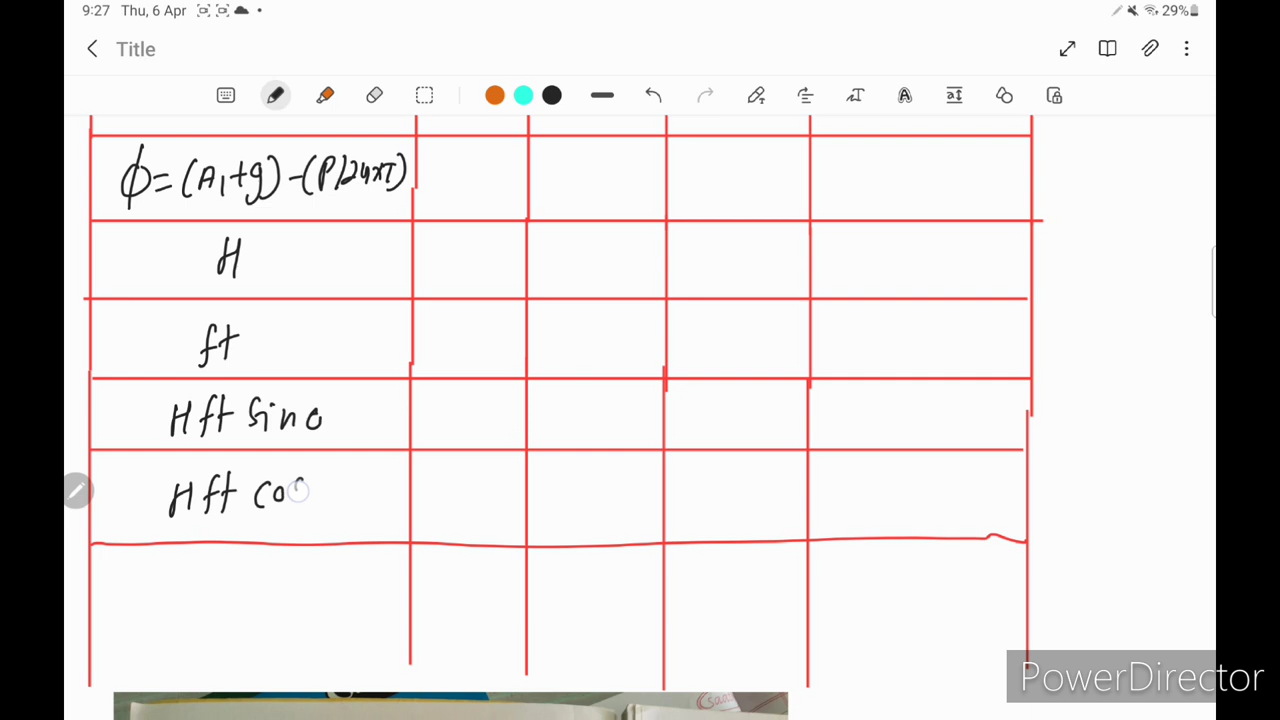 9:27 Thu, 6 Apr
29%
Title
ϕ = (A1+g) - (P/24xT)
H
ft
Hft Sin o
Hft Co
PowerDirector